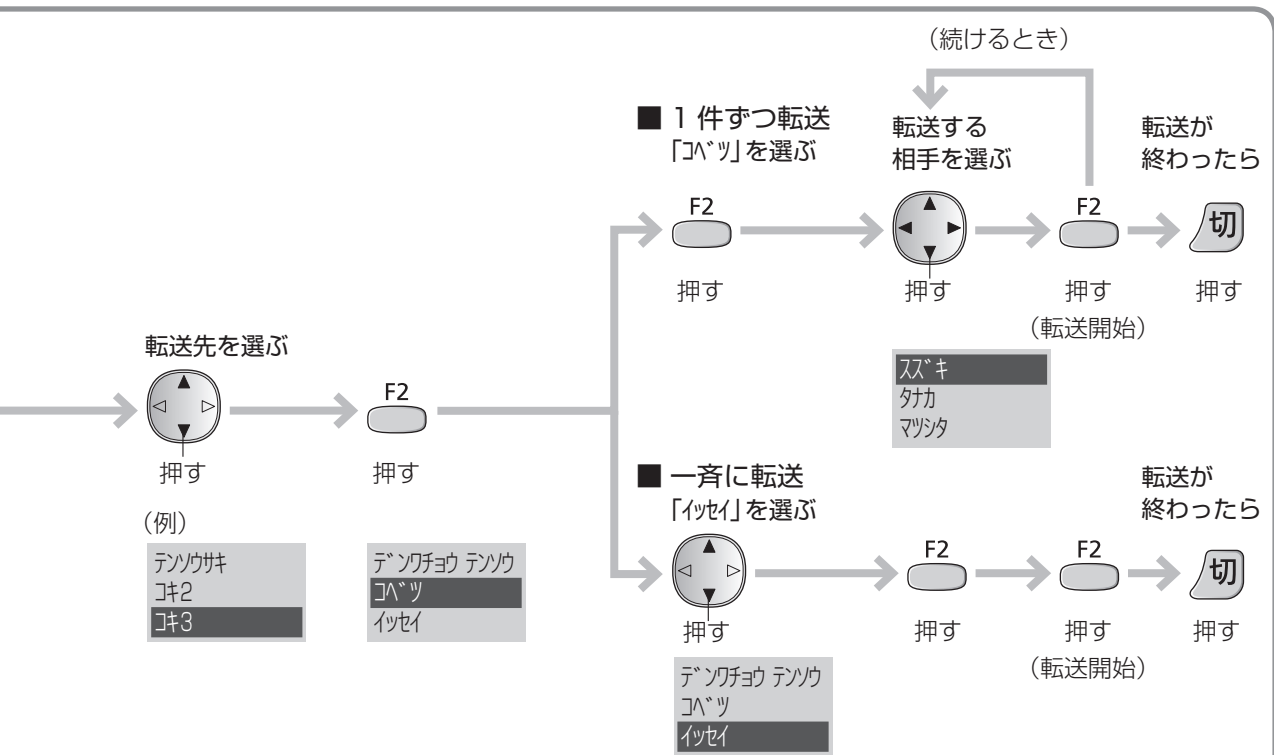 転送先を選ぶ
押す
(例)
テンソウサキ
コキ2
コキ3
F2
押す
デンワチョウ テンソウ
コベツ
イッセイ
■ 1 件ずつ転送
「コベツ」を選ぶ
F2
押す
(続けるとき)
転送する
相手を選ぶ
押す
スズキ
タナカ
マツシタ
F2
押す
(転送開始)
転送が
終わったら
切
押す
■ 一斉に転送
「イッセイ」を選ぶ
押す
デンワチョウ テンソウ
コベツ
イッセイ
F2
押す
F2
押す
(転送開始)
転送が
終わったら
切
押す